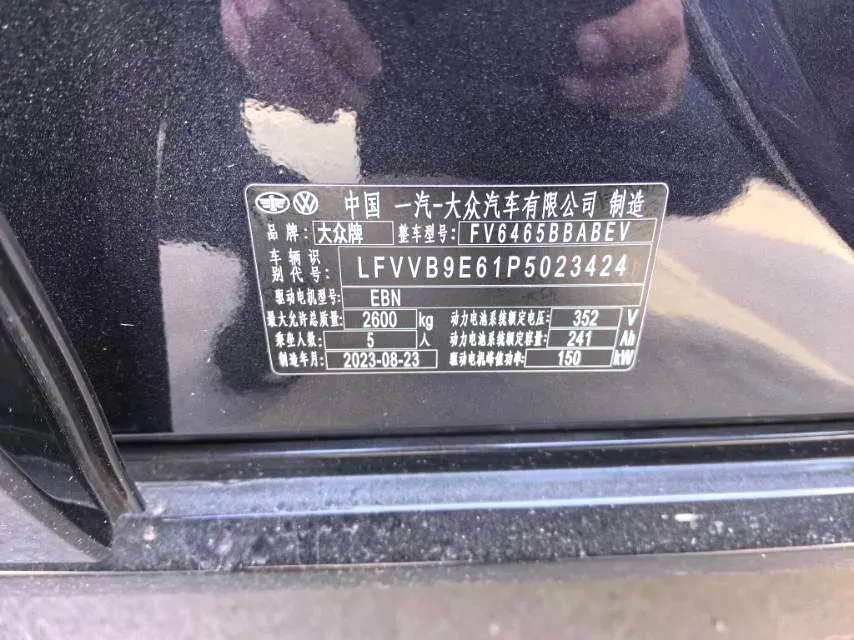 中国 一汽-大众汽车有限公司 制造
品 牌: 大众牌 整车型号: FV6465BBABEV
车 辆 识
别 代 号: LFVVB9E61P5023424
驱动电机型号: EBN
最大允许总质量: 2600 kg 动力电池系统额定电压: 352 V
乘坐人数: 5 人 动力电池系统额定容量: 241 Ah
制造年月: 2023-08-23 驱动电机峰值功率: 150 kW